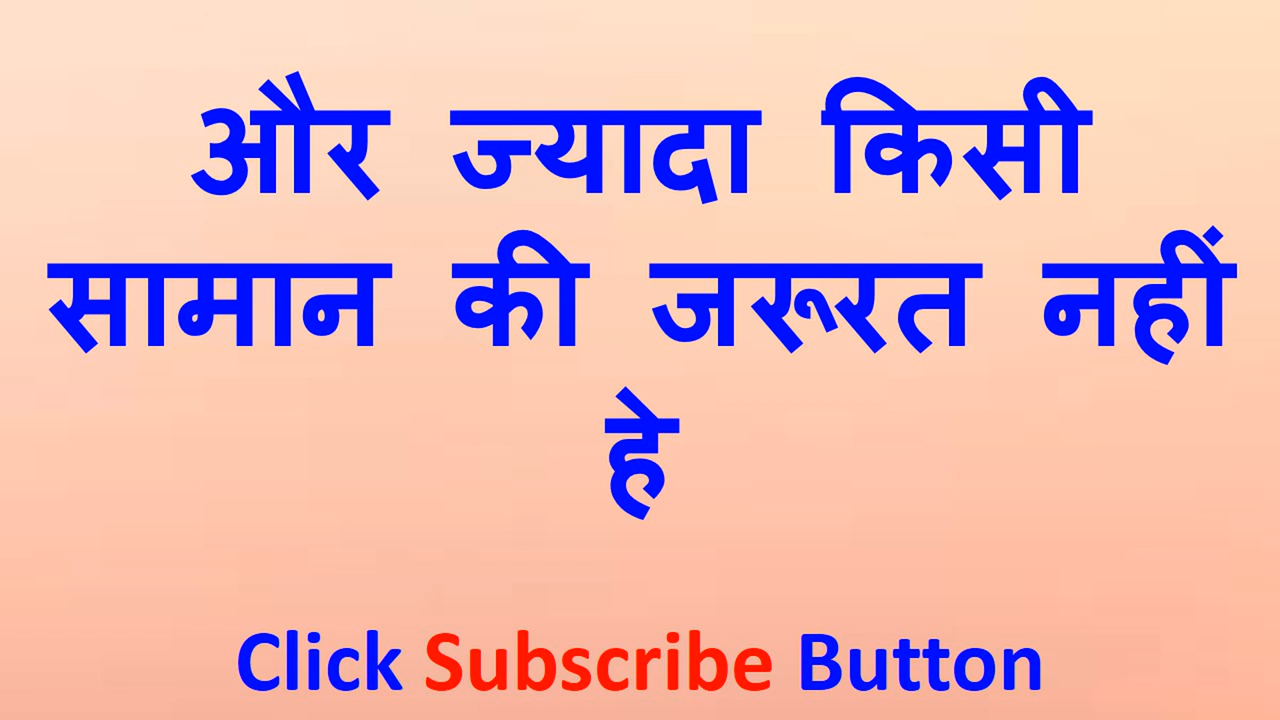 और ज्यादा किसी
सामान की जरूरत नहीं
हे
Click Subscribe Button